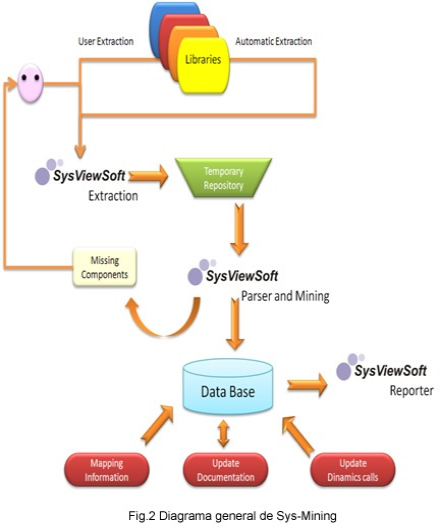 User Extraction
Automatic Extraction
Libraries
SysViewSoft
Extraction
Temporary
Repository
Missing
Components
SysViewSoft
Parser and Mining
Data Base
SysViewSoft
Reporter
Mapping
Information
Update
Documentation
Update
Dinamics calls
Fig.2 Diagrama general de Sys-Mining